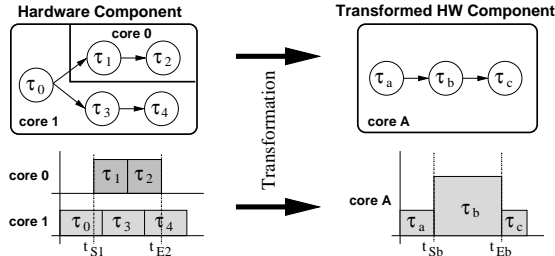 Hardware Component
Transformed HW Component
core 0
τ1 τ2
τ0
τ3 τ4
core 1
τa τb τc
core A
Transformation
core 0
τ1 τ2
core 1
τ0 τ3 τ4
tS1 tE2
core A
τa τb τc
tSb tEb